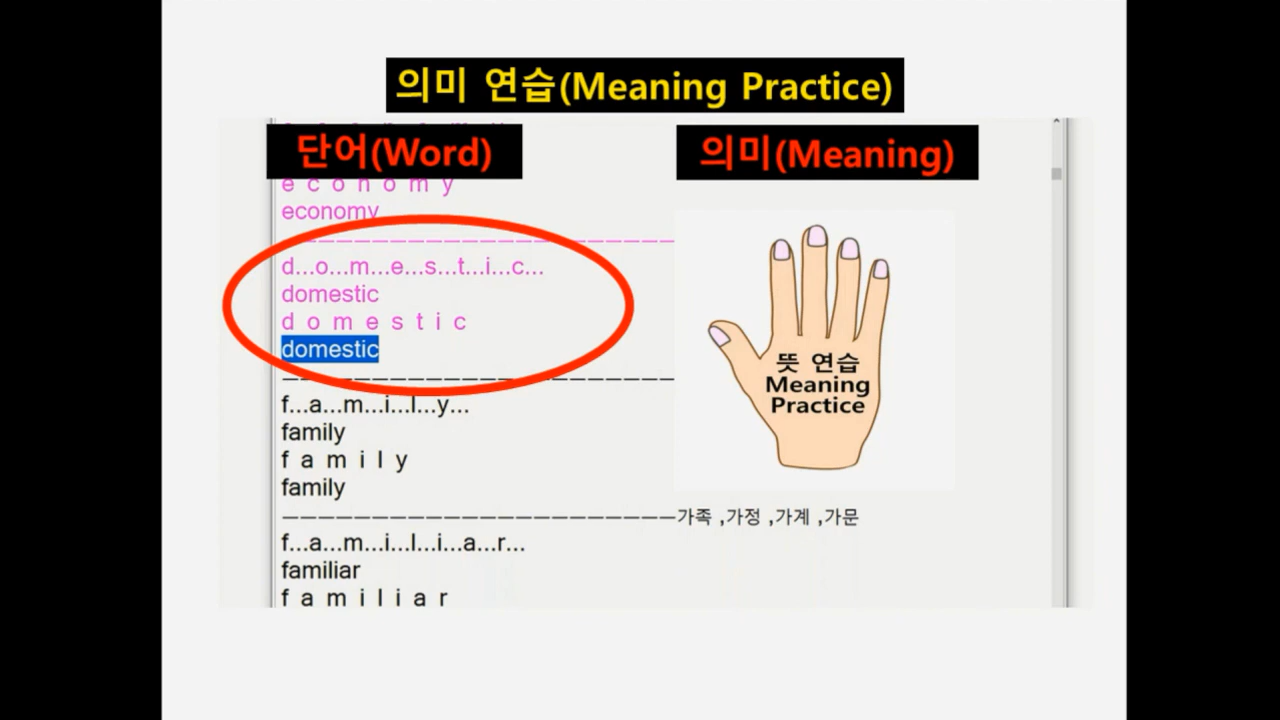 의미 연습(Meaning Practice)
단어(Word)
의미(Meaning)
e c o n o m y
economy
d...o...m...e...s...t...i...c...
domestic
d o m e s t i c
domestic
f...a...m...i...l...y...
family
f a m i l y
family
가족 ,가정 ,가계 ,가문
f...a...m...i...l...i...a...r...
familiar
f a m i l i a r
뜻 연습
Meaning
Practice